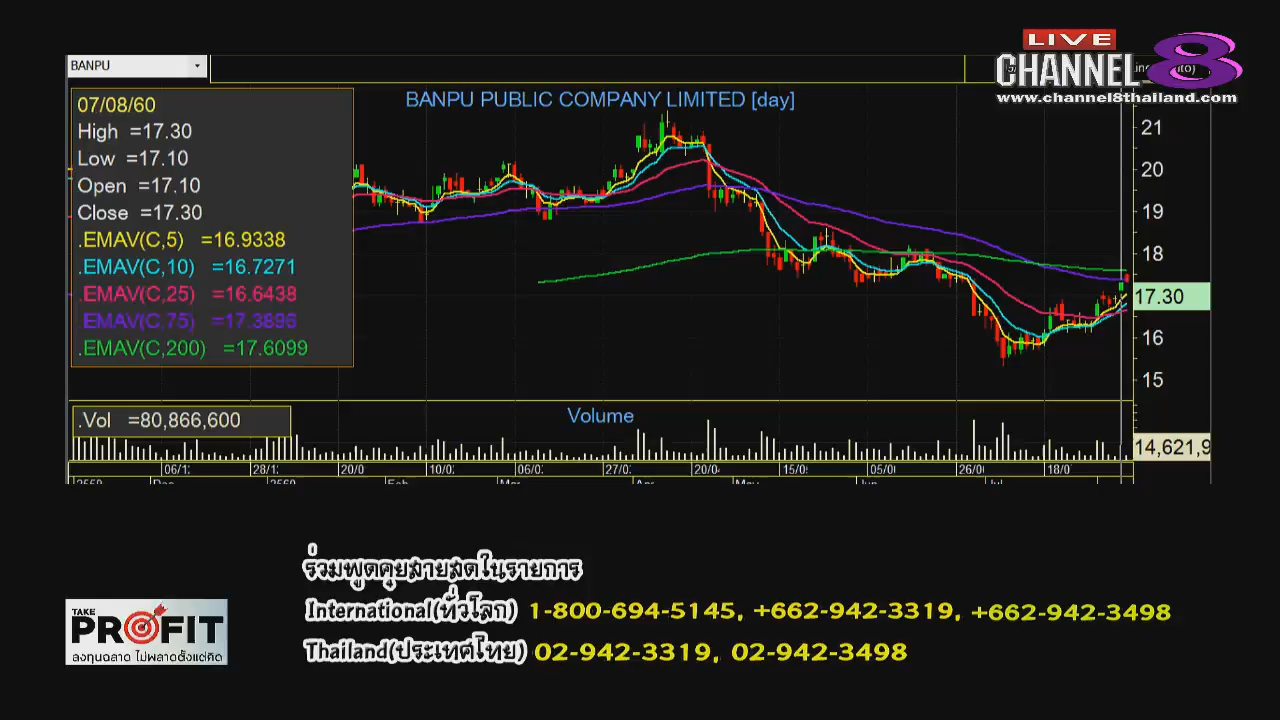 LIVE
CHANNEL 8
www.channel8thailand.com
BANPU
BANPU PUBLIC COMPANY LIMITED [day]
07/08/60
High =17.30
Low =17.10
Open =17.10
Close =17.30
.EMAV(C,5) =16.9338
.EMAV(C,10) =16.7271
.EMAV(C,25) =16.6438
.EMAV(C,75) =17.3896
.EMAV(C,200) =17.6099
21
20
19
18
17.30
16
15
.Vol =80,866,600
Volume
14,621,9
06/1: 28/1: 20/0 10/0: 06/0: 27/0: 20/0 15/0 05/0 26/0 18/0
ร่วมพูดคุยสายสดในรายการ
International(ทั่วโลก) 1-800-694-5145, +662-942-3319, +662-942-3498
Thailand(ประเทศไทย) 02-942-3319, 02-942-3498
TAKE
PROFIT
ลงทุนฉลาด ไม่พลาดตั้งแต่คิด